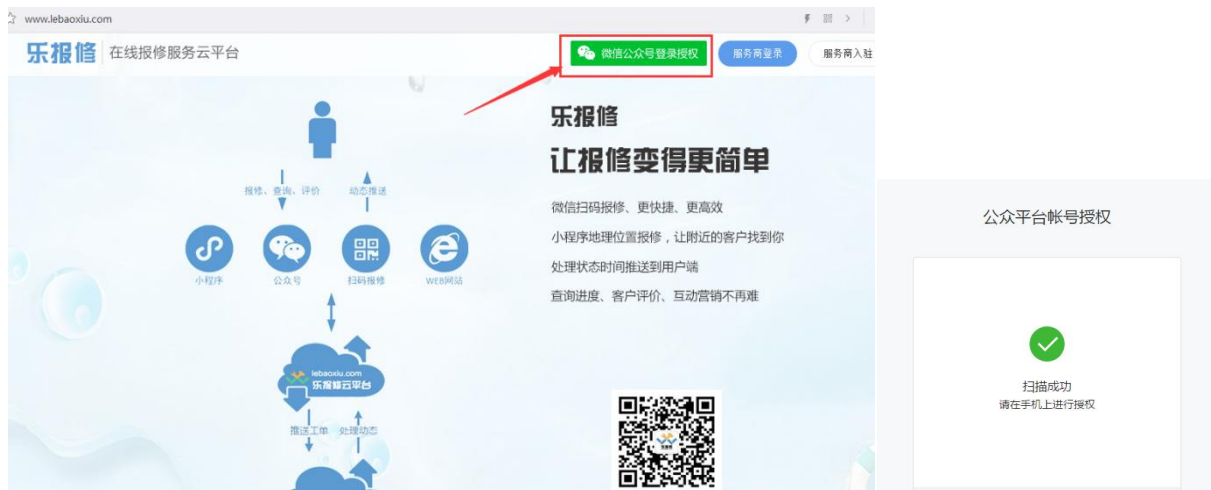 www.lebaoxiu.com
乐报修 在线报修服务云平台
微信公众号登录授权
服务商登录
服务商入驻
乐报修
让报修变得更简单
报修、查询、评价
动态推送
微信扫码报修、更快捷、更高效
小程序地理位置报修，让附近的客户找到你
处理状态时间推送到用户端
查询进度、客户评价、互动营销不再难
小程序
公众号
扫码报修
WEB网站
lebaoxiu.com
乐报修云平台
推送工单
处理动态
公众平台帐号授权
扫描成功
请在手机上进行授权